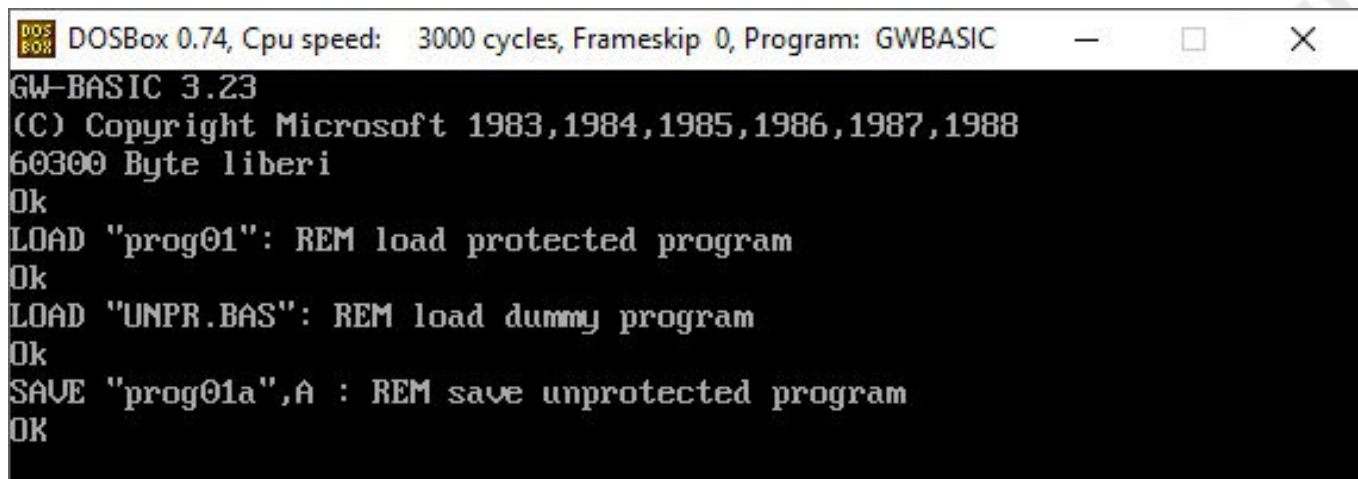 DOS BOX DOSBox 0.74, Cpu speed: 3000 cycles, Frameskip 0, Program: GWBASIC
GW-BASIC 3.23
(C) Copyright Microsoft 1983,1984,1985,1986,1987,1988
60300 Byte liberi
Ok
LOAD "prog01": REM load protected program
Ok
LOAD "UNPR.BAS": REM load dummy program
Ok
SAVE "prog01a",A : REM save unprotected program
OK